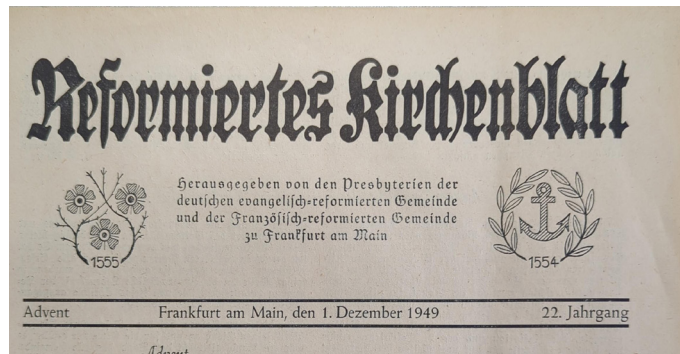 Reformiertes Kirchenblatt
Herausgegeben von den Presbyterien der
deutschen evangelisch-reformierten Gemeinde
und der Französisch-reformierten Gemeinde
zu Frankfurt am Main
1555
1554
Advent Frankfurt am Main, den 1. Dezember 1949 22. Jahrgang
Advent